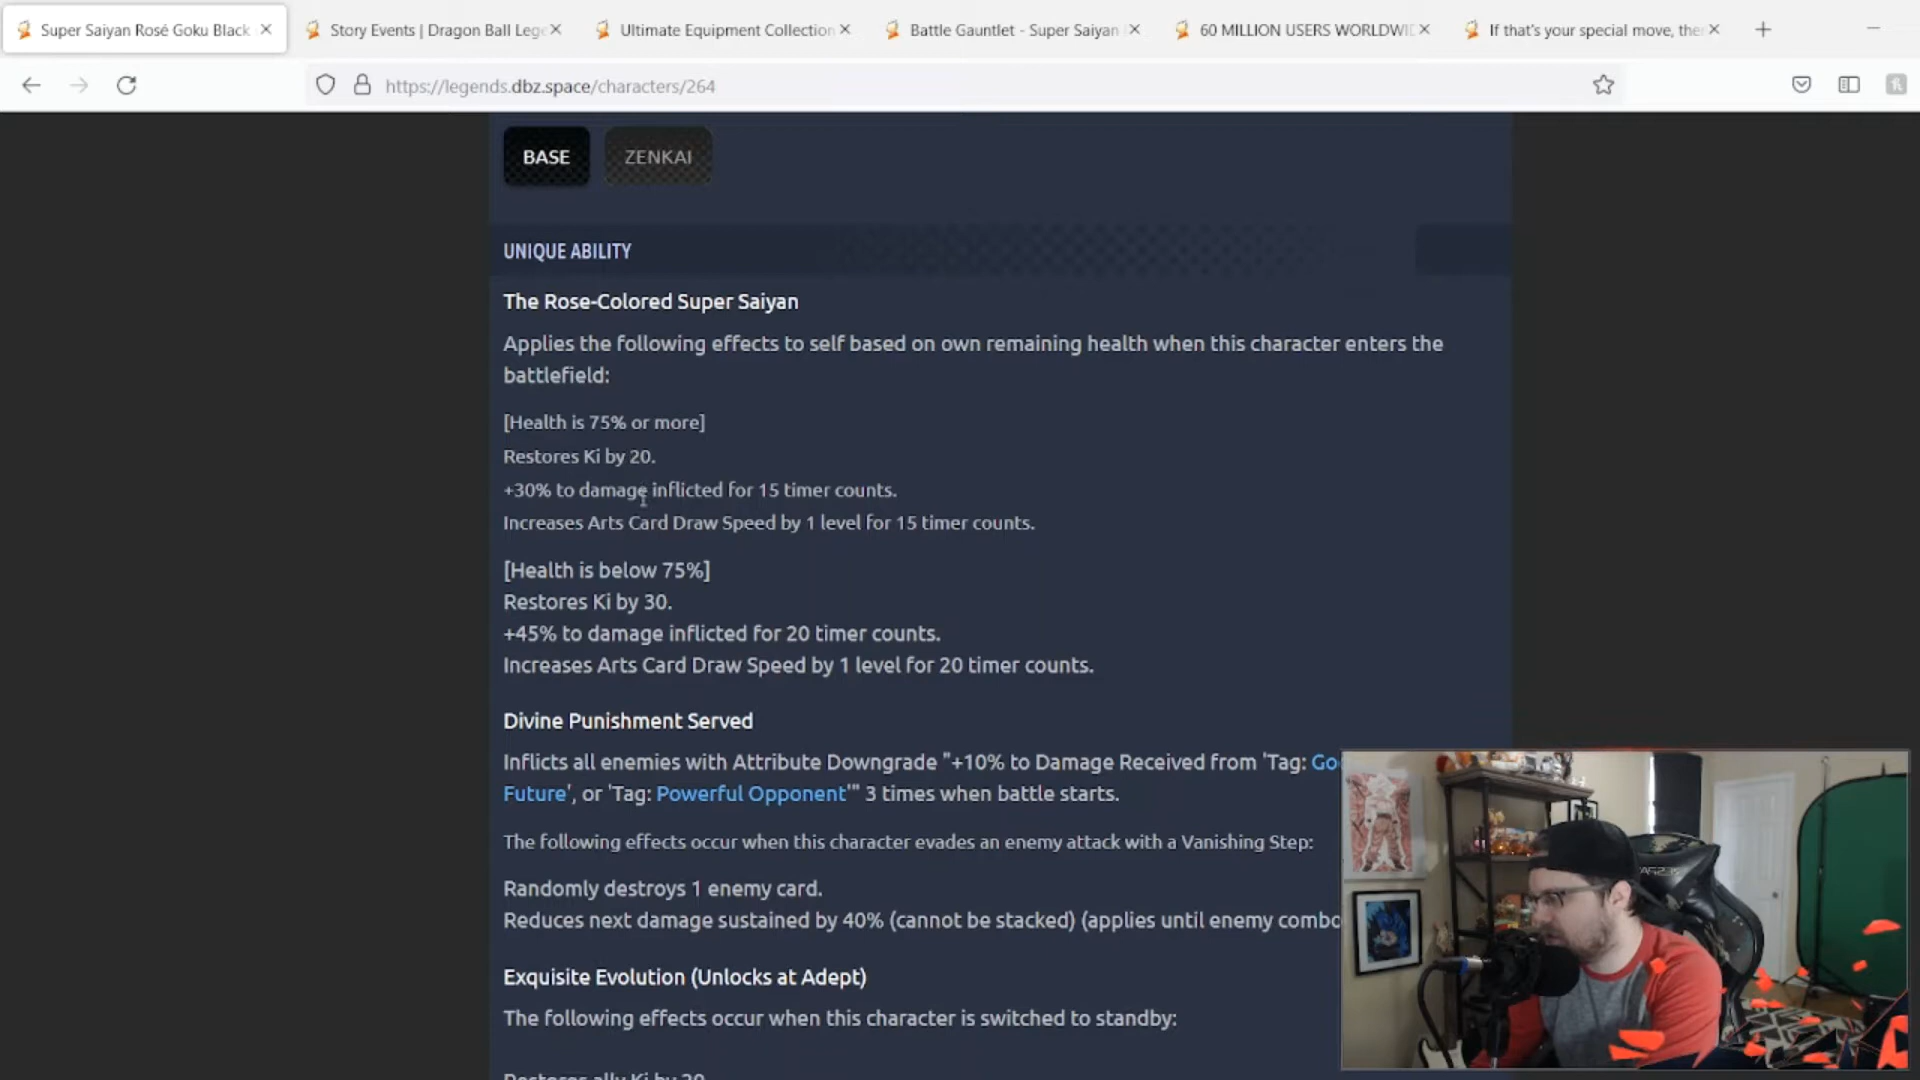 Super Saiyan Rosé Goku Black
Story Events | Dragon Ball Lege
Ultimate Equipment Collection
Battle Gauntlet - Super Saiyan
60 MILLION USERS WORLDWI
If that's your special move, the
https://legends.dbz.space/characters/264
BASE
ZENKAI
UNIQUE ABILITY
The Rose-Colored Super Saiyan
Applies the following effects to self based on own remaining health when this character enters the
battlefield:
[Health is 75% or more]
Restores Ki by 20.
+30% to damage inflicted for 15 timer counts.
Increases Arts Card Draw Speed by 1 level for 15 timer counts.
[Health is below 75%]
Restores Ki by 30.
+45% to damage inflicted for 20 timer counts.
Increases Arts Card Draw Speed by 1 level for 20 timer counts.
Divine Punishment Served
Inflicts all enemies with Attribute Downgrade "+10% to Damage Received from 'Tag: Go
Future', or 'Tag: Powerful Opponent'" 3 times when battle starts.
The following effects occur when this character evades an enemy attack with a Vanishing Step:
Randomly destroys 1 enemy card.
Reduces next damage sustained by 40% (cannot be stacked) (applies until enemy combo
Exquisite Evolution (Unlocks at Adept)
The following effects occur when this character is switched to standby:
Restores ally Ki by 20.